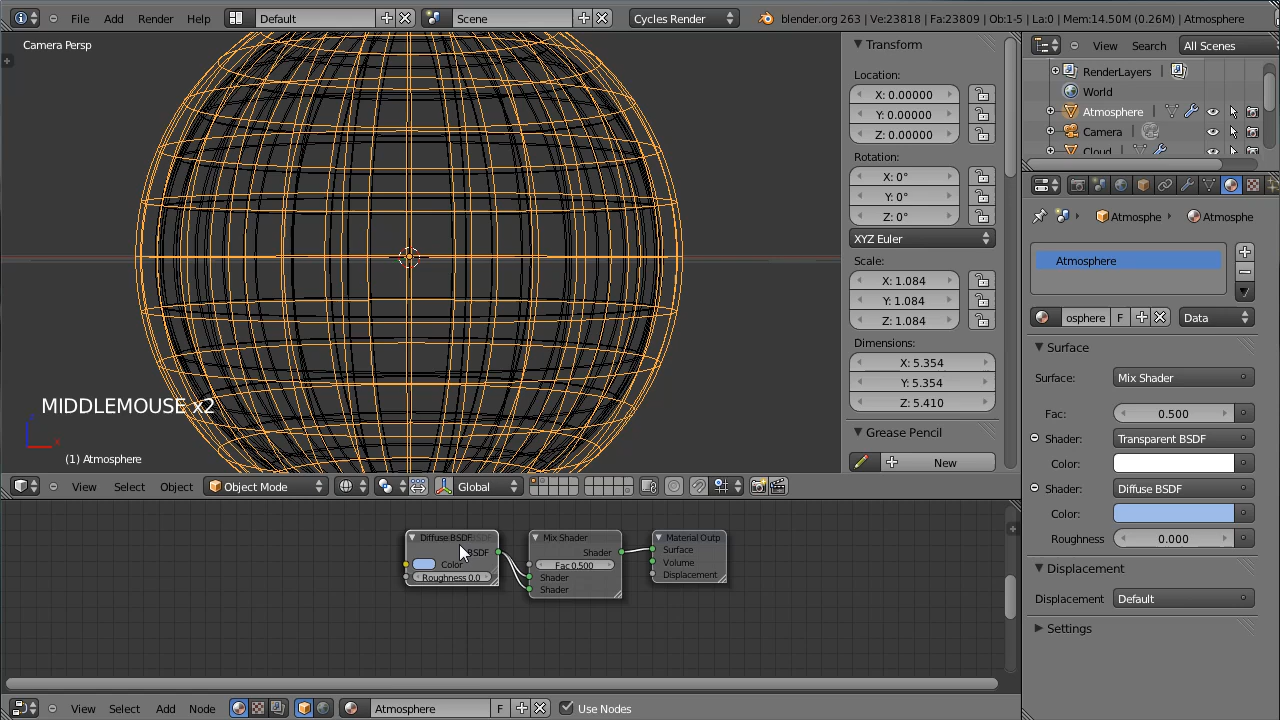 File Add Render Help Default Scene Cycles Render blender.org 263 | Ve:23818 | Fa:23809 | Ob:1-5 | La:0 | Mem:14.50M (0.26M) | Atmosphere
Camera Persp
MIDDLEMOUSE x2
(1) Atmosphere
Transform
Location:
X: 0.00000
Y: 0.00000
Z: 0.00000
Rotation:
X: 0°
Y: 0°
Z: 0°
XYZ Euler
Scale:
X: 1.084
Y: 1.084
Z: 1.084
Dimensions:
X: 5.354
Y: 5.354
Z: 5.410
Grease Pencil
New
View Select Object Object Mode Global
Diffuse BSDF
BSDF
Color
Roughness 0.0
Mix Shader
Shader
Fac 0.500
Shader
Shader
Material Outp
Surface
Volume
Displacement
View Select Add Node Atmosphere F Use Nodes
View Search All Scenes
RenderLayers
World
Atmosphere
Camera
Cloud
Atmosphe Atmosphe
Atmosphere
osphere F Data
Surface
Surface: Mix Shader
Fac: 0.500
Shader: Transparent BSDF
Color:
Shader: Diffuse BSDF
Color:
Roughness 0.000
Displacement
Displacement Default
Settings